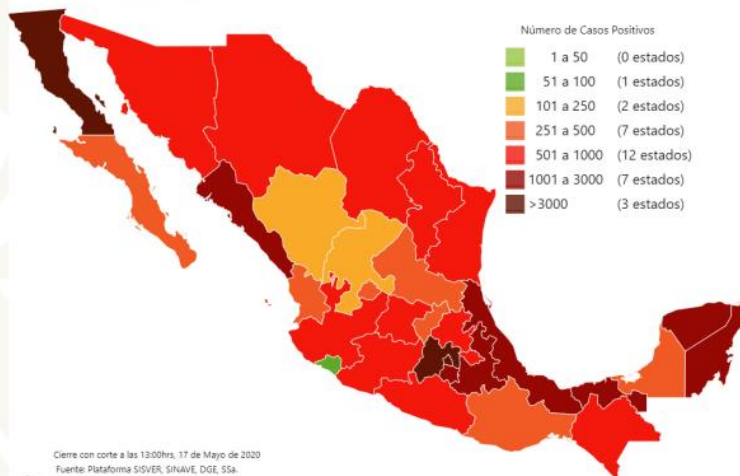 Número de Casos Positivos
1 a 50 (0 estados)
51 a 100 (1 estados)
101 a 250 (2 estados)
251 a 500 (7 estados)
501 a 1000 (12 estados)
1001 a 3000 (7 estados)
>3000 (3 estados)
Cierre con corte a las 13:00hrs, 17 de Mayo de 2020
Fuente: Plataforma SISVER, SINAVE, DGE, SSa.